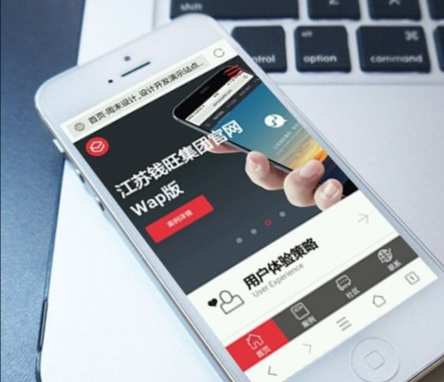 shift
control
option
command
首页-周末设计_设计开发演示站点...
江苏钱旺集团官网
Wap版
案例详情
用户体验策略
User Experience
首页
案例
社区
联系